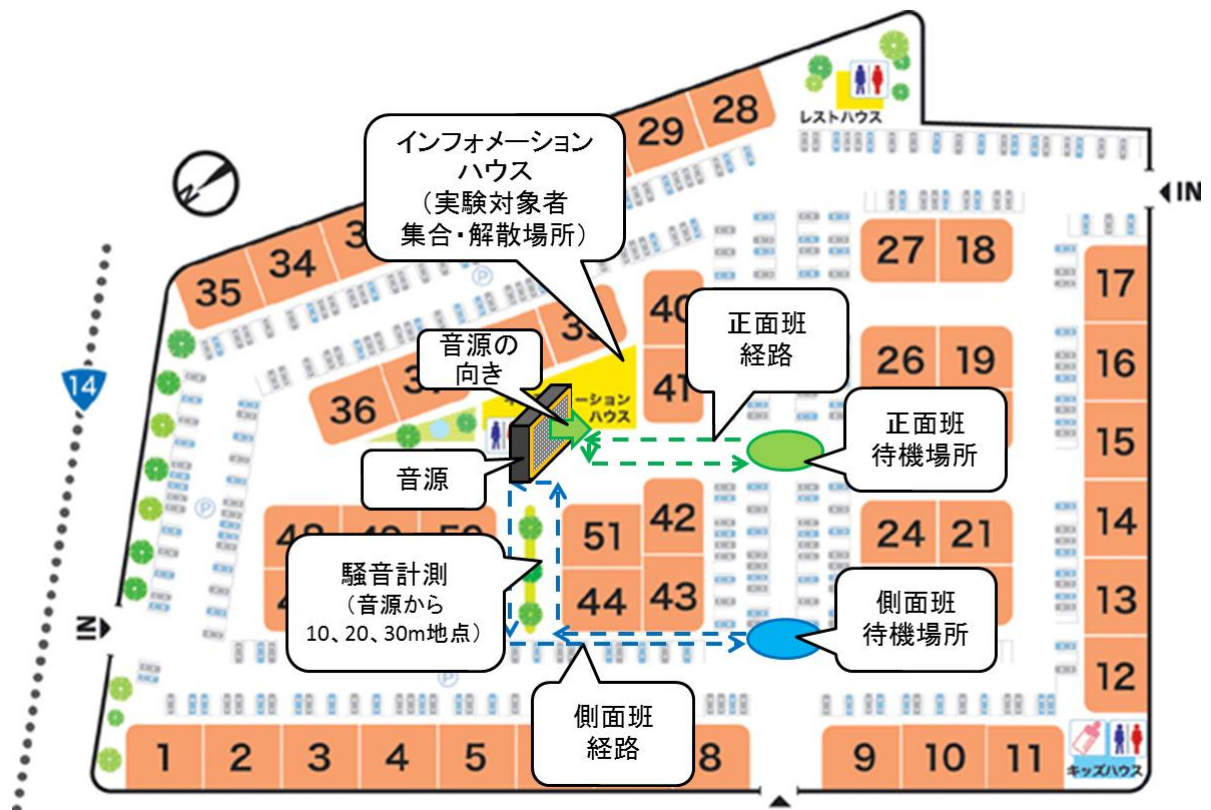 28
29
レストハウス
インフォメーション
ハウス
（実験対象者
集合・解散場所）
N
IN
27
18
17
35
34
3
P
40
正面班
経路
音源の
向き
26
19
16
14
36
41
ーション
ハウス
正面班
待機場所
15
音源
P
51
42
24
21
14
騒音計測
（音源から
10、20、30m地点）
44
43
側面班
待機場所
13
IN
P
12
側面班
経路
1
2
3
4
5
8
9
10
11
キッズハウス